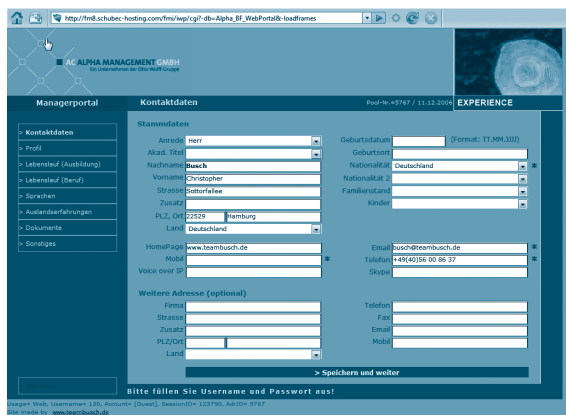 http://fm8.schubec-hosting.com/fmi/iwp/cgi?-db=Alpha_BF_WebPortal&-loadframes
AC ALPHA MANAGEMENT GMBH
Ein Unternehmen der Otto Wolff-Gruppe
Managerportal
Kontaktdaten
Pool-Nr.=5767 / 11.12.2006
EXPERIENCE
> Kontaktdaten
> Profil
> Lebenslauf (Ausbildung)
> Lebenslauf (Beruf)
> Sprachen
> Auslandserfahrungen
> Dokumente
> Sonstiges
Stammdaten
Anrede Herr
Akad. Titel
Nachname Busch
Vorname Christopher
Strasse Sottorfallee
Zusatz
PLZ, Ort 22529 Hamburg
Land Deutschland
Geburtsdatum (Format: TT.MM.JJJJ)
Geburtsort
Nationalität Deutschland *
Nationalität 2
Familienstand
Kinder
HomePage www.teambusch.de
Mobil *
Voice over IP
Email busch@teambusch.de *
Telefon +49(40)56 00 86 37 *
Skype
Weitere Adresse (optional)
Firma
Strasse
Zusatz
PLZ/Ort
Land
Telefon
Fax
Email
Mobil
> Speichern und weiter
Bitte füllen Sie Username und Passwort aus!
Usage= Web, Username= 130, Account= [Guest], SessionID= 123790, AdrID= 5767
Site made by www.teambusch.de